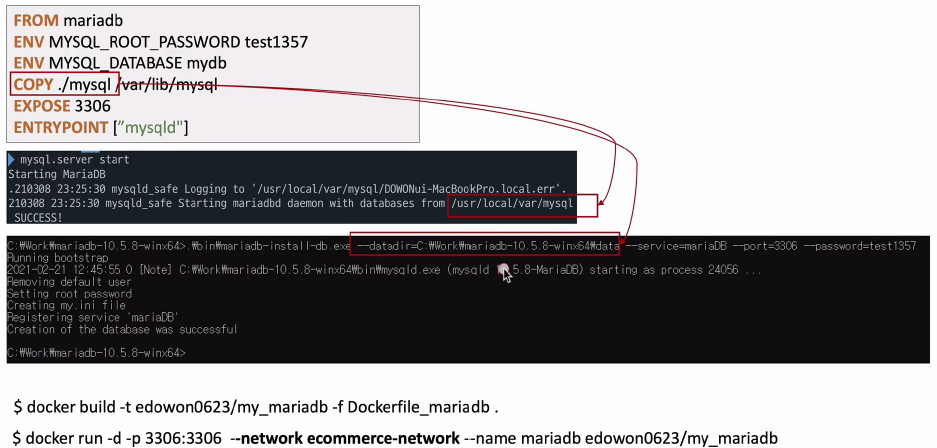 FROM mariadb
ENV MYSQL_ROOT_PASSWORD test1357
ENV MYSQL_DATABASE mydb
COPY ./mysql /var/lib/mysql
EXPOSE 3306
ENTRYPOINT [”mysqld"]
mysql.server start
Starting MariaDB
.210308 23:25:30 mysqld_safe Logging to '/usr/local/var/mysql/DOWONui-MacBookPro.local.err'.
210308 23:25:30 mysqld_safe Starting mariadbd daemon with databases from /usr/local/var/mysql
SUCCESS!
C:₩Work₩mariadb-10.5.8-winx64>.₩bin₩mariadb-install-db.exe --datadir=C:₩Work₩mariadb-10.5.8-winx64₩data --service=mariaDB --port=3306 --password=test1357
Running bootstrap
2021-02-21 12:45:55 0 [Note] C:₩Work₩mariadb-10.5.8-winx64₩bin₩mysqld.exe (mysqld .5.8-MariaDB) starting as process 24056 ...
Removing default user
Setting root password
Creating my.ini file
Registering service 'mariaDB'
Creation of the database was successful
C:₩Work₩mariadb-10.5.8-winx64>
$ docker build -t edowon0623/my_mariadb -f Dockerfile_mariadb .
$ docker run -d -p 3306:3306 --network ecommerce-network --name mariadb edowon0623/my_mariadb